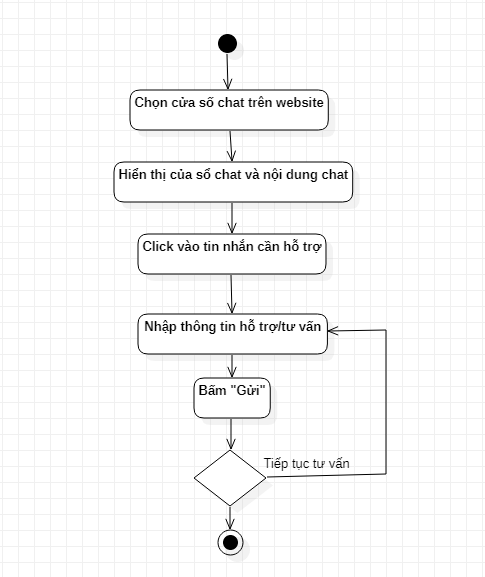 Chọn cửa số chat trên website
Hiển thị của sổ chat và nội dung chat
Click vào tin nhắn cần hỗ trợ
Nhập thông tin hỗ trợ/tư vấn
Bấm "Gửi"
Tiếp tục tư vấn